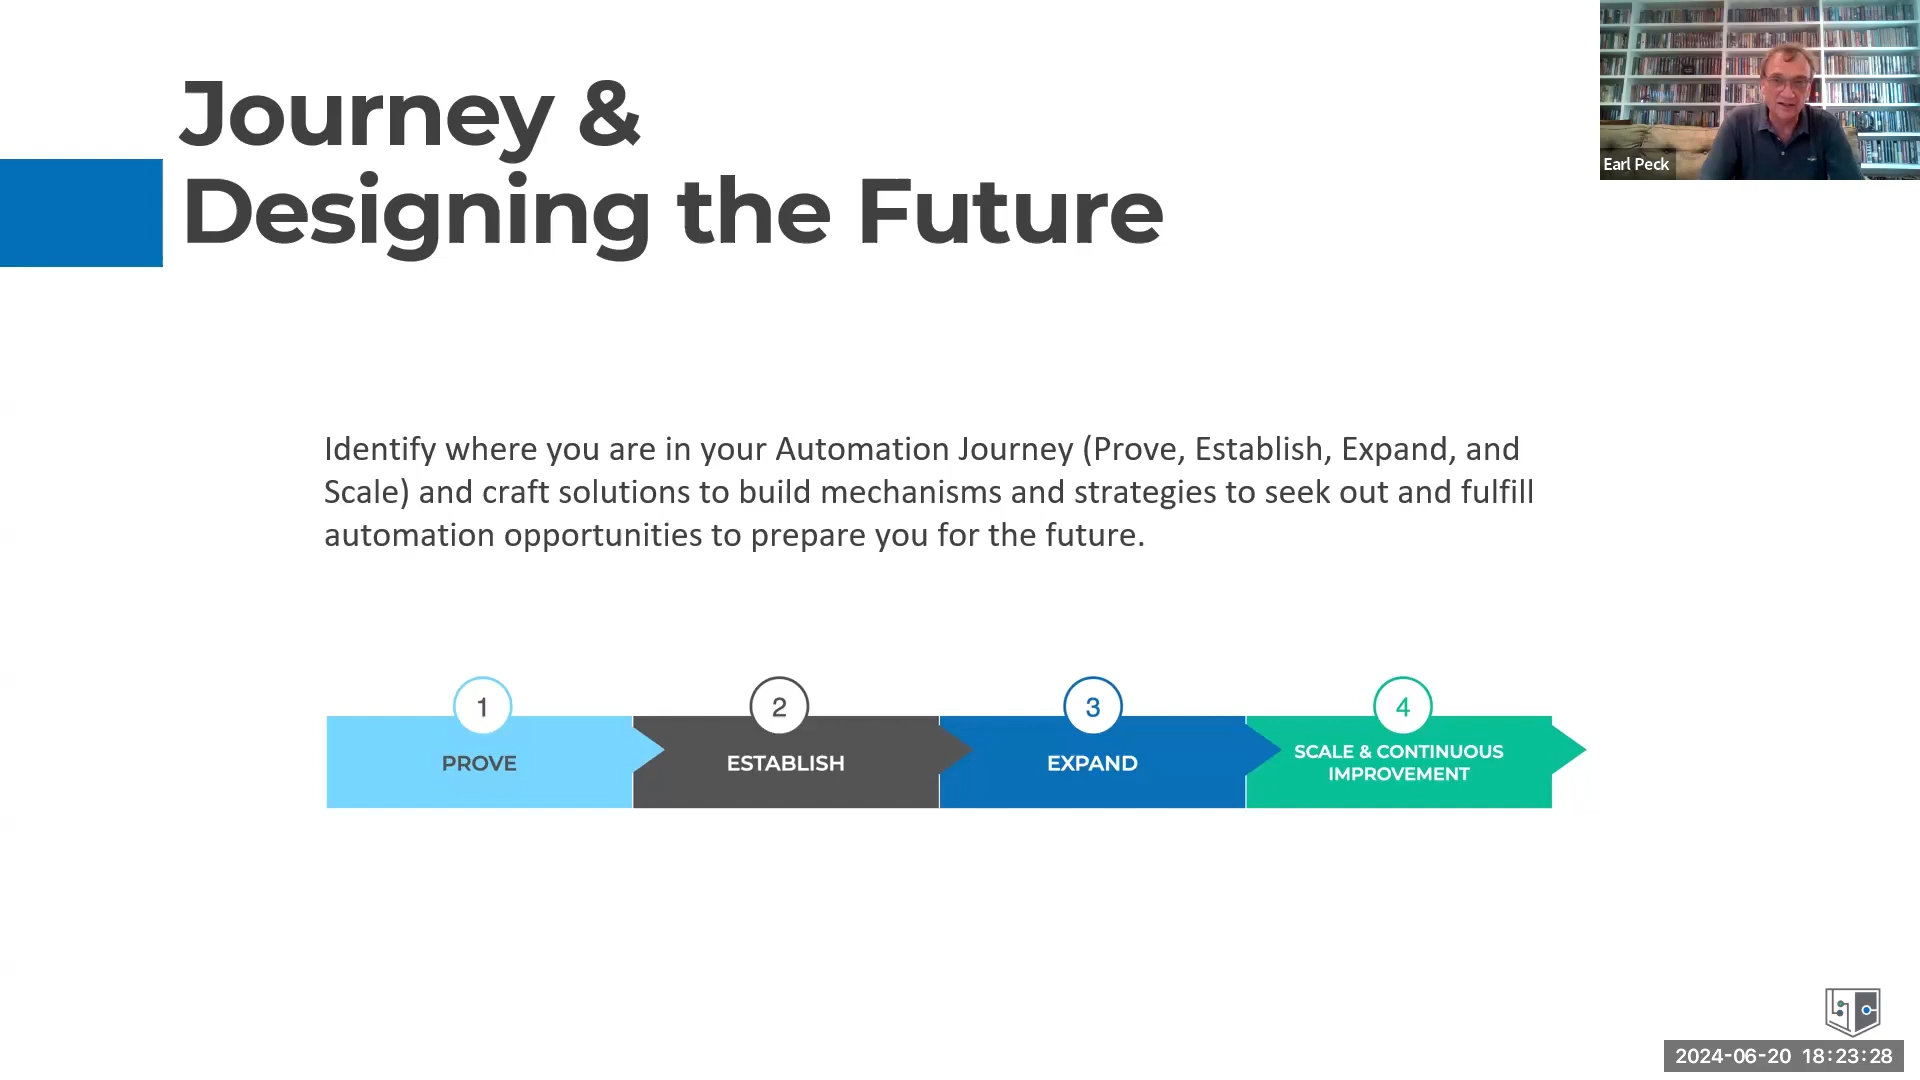 Journey &
Designing the Future
Earl Peck
Identify where you are in your Automation Journey (Prove, Establish, Expand, and
Scale) and craft solutions to build mechanisms and strategies to seek out and fulfill
automation opportunities to prepare you for the future.
1
PROVE
2
ESTABLISH
3
EXPAND
4
SCALE & CONTINUOUS
IMPROVEMENT
2024-06-20 18:23:28